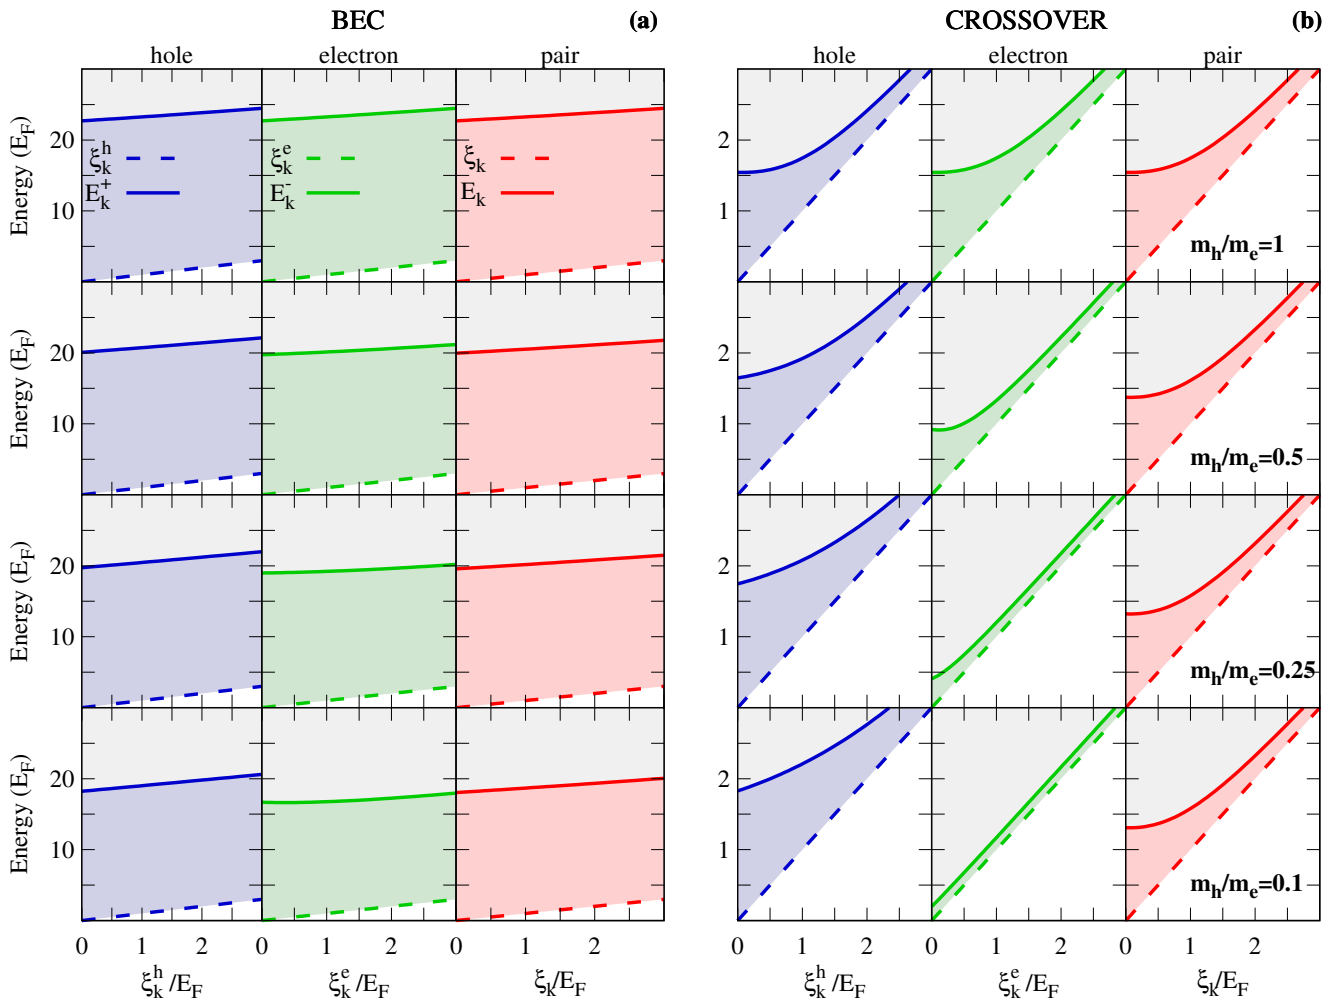 BEC (a) CROSSOVER (b)
hole electron pair hole electron pair
Energy (E_F) 20 10
ξ_k^h ξ_k^e ξ_k
E_k^+ E_k^- E_k
2 1
m_h/m_e=1
Energy (E_F) 20 10
2 1
m_h/m_e=0.5
Energy (E_F) 20 10
2 1
m_h/m_e=0.25
Energy (E_F) 20 10
2 1
m_h/m_e=0.1
0 1 2 0 2 0 2 0 1 2 0 1 2 0 1 2
ξ_k^h/E_F ξ_k^e/E_F ξ_k/E_F ξ_k^h/E_F ξ_k^e/E_F ξ_k/E_F